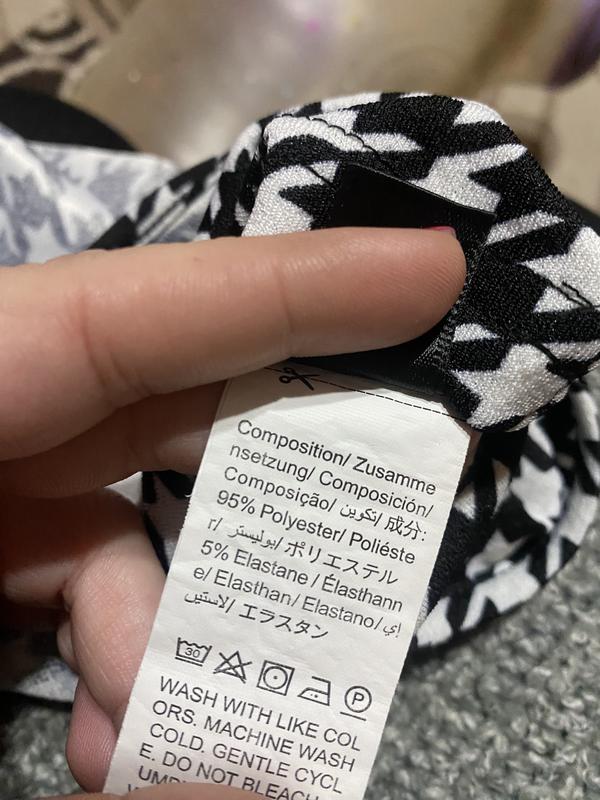 Composition/ Zusamme
nsetzung/ Composición/
Composição/ تكوين/ 成分:
95% Polyester/ Poliéste
r/ بوليستر/ ポリエステル
5% Elastane / Élasthann
e/ Elasthan/ Elastano/ إي
لاستين/ エラスタン
30 P
WASH WITH LIKE COL
ORS. MACHINE WASH
COLD. GENTLE CYCL
E. DO NOT BLEACH